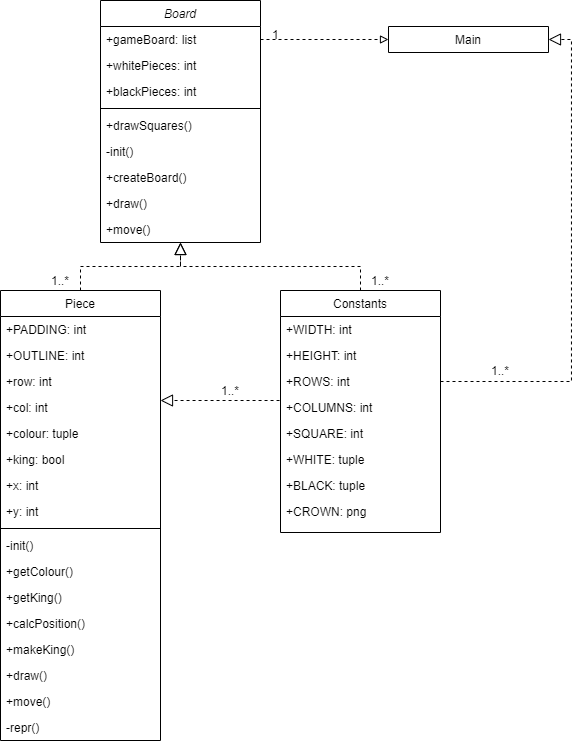 Board
+gameBoard: list
+whitePieces: int
+blackPieces: int
+drawSquares()
-init()
+createBoard()
+draw()
+move()
1
Main
1..*
1..*
Piece
+PADDING: int
+OUTLINE: int
+row: int
+col: int
+colour: tuple
+king: bool
+x: int
+y: int
-init()
+getColour()
+getKing()
+calcPosition()
+makeKing()
+draw()
+move()
-repr()
1..*
Constants
+WIDTH: int
+HEIGHT: int
+ROWS: int
+COLUMNS: int
+SQUARE: int
+WHITE: tuple
+BLACK: tuple
+CROWN: png
1..*